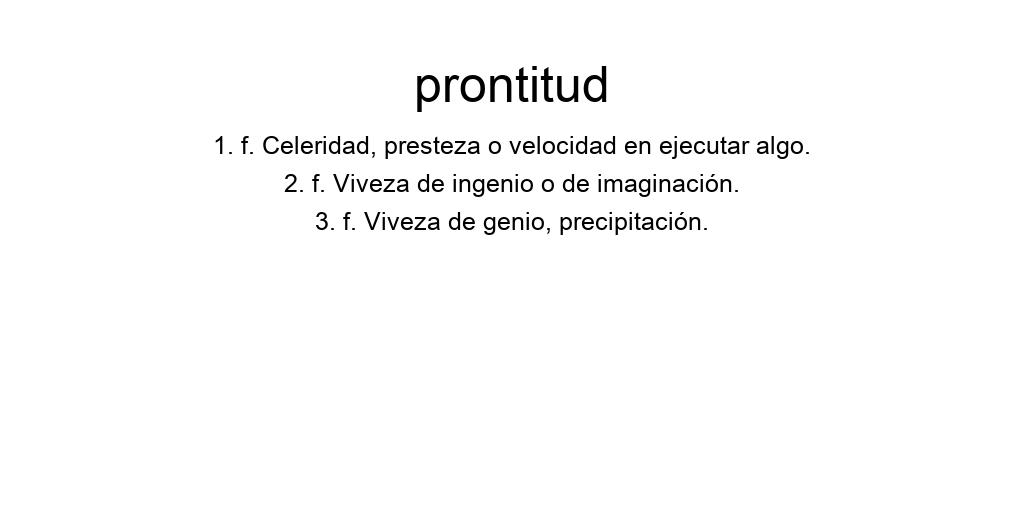 prontitud
1. f. Celeridad, presteza o velocidad en ejecutar algo.
2. f. Viveza de ingenio o de imaginación.
3. f. Viveza de genio, precipitación.